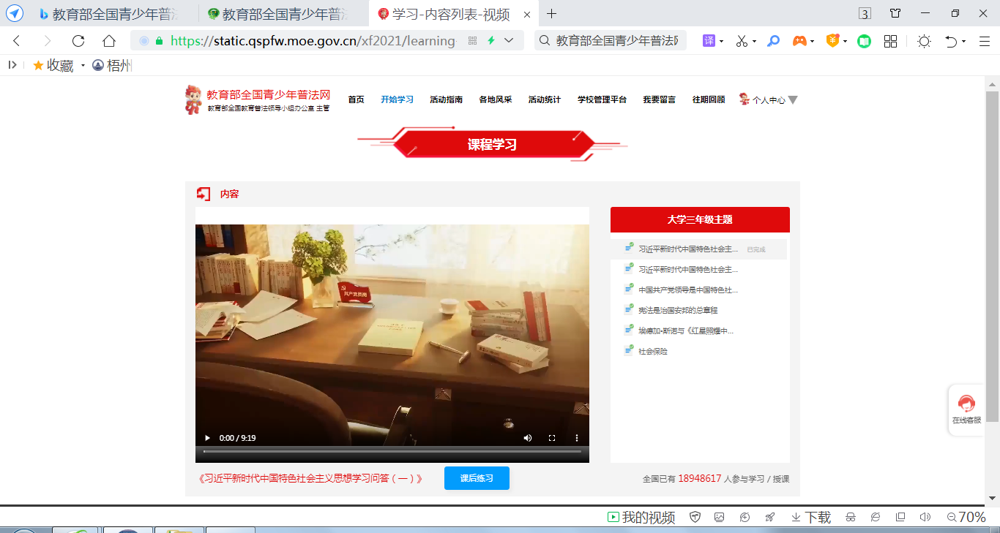 教育部全国青少年普法
教育部全国青少年普法
学习-内容列表-视频
3
https://static.qspfw.moe.gov.cn/xf2021/learning-
教育部全国青少年普法
译
收藏
梧州
教育部全国青少年普法网
教育部全国教育普法领导小组办公室 主管
首页
开始学习
活动指南
各地风采
活动统计
学校管理平台
我要留言
往期回顾
个人中心
课程学习
内容
共产党员岗
0:00 / 9:19
大学三年级主题
习近平新时代中国特色社会主... 已完成
习近平新时代中国特色社会主...
中国共产党领导是中国特色社...
宪法是治国安邦的总章程
埃德加•斯诺与《红星照耀中...
社会保险
在线客服
《习近平新时代中国特色社会主义思想学习问答（一）》
课后练习
全国已有 18948617 人参与学习 / 授课
我的视频
下载
70%